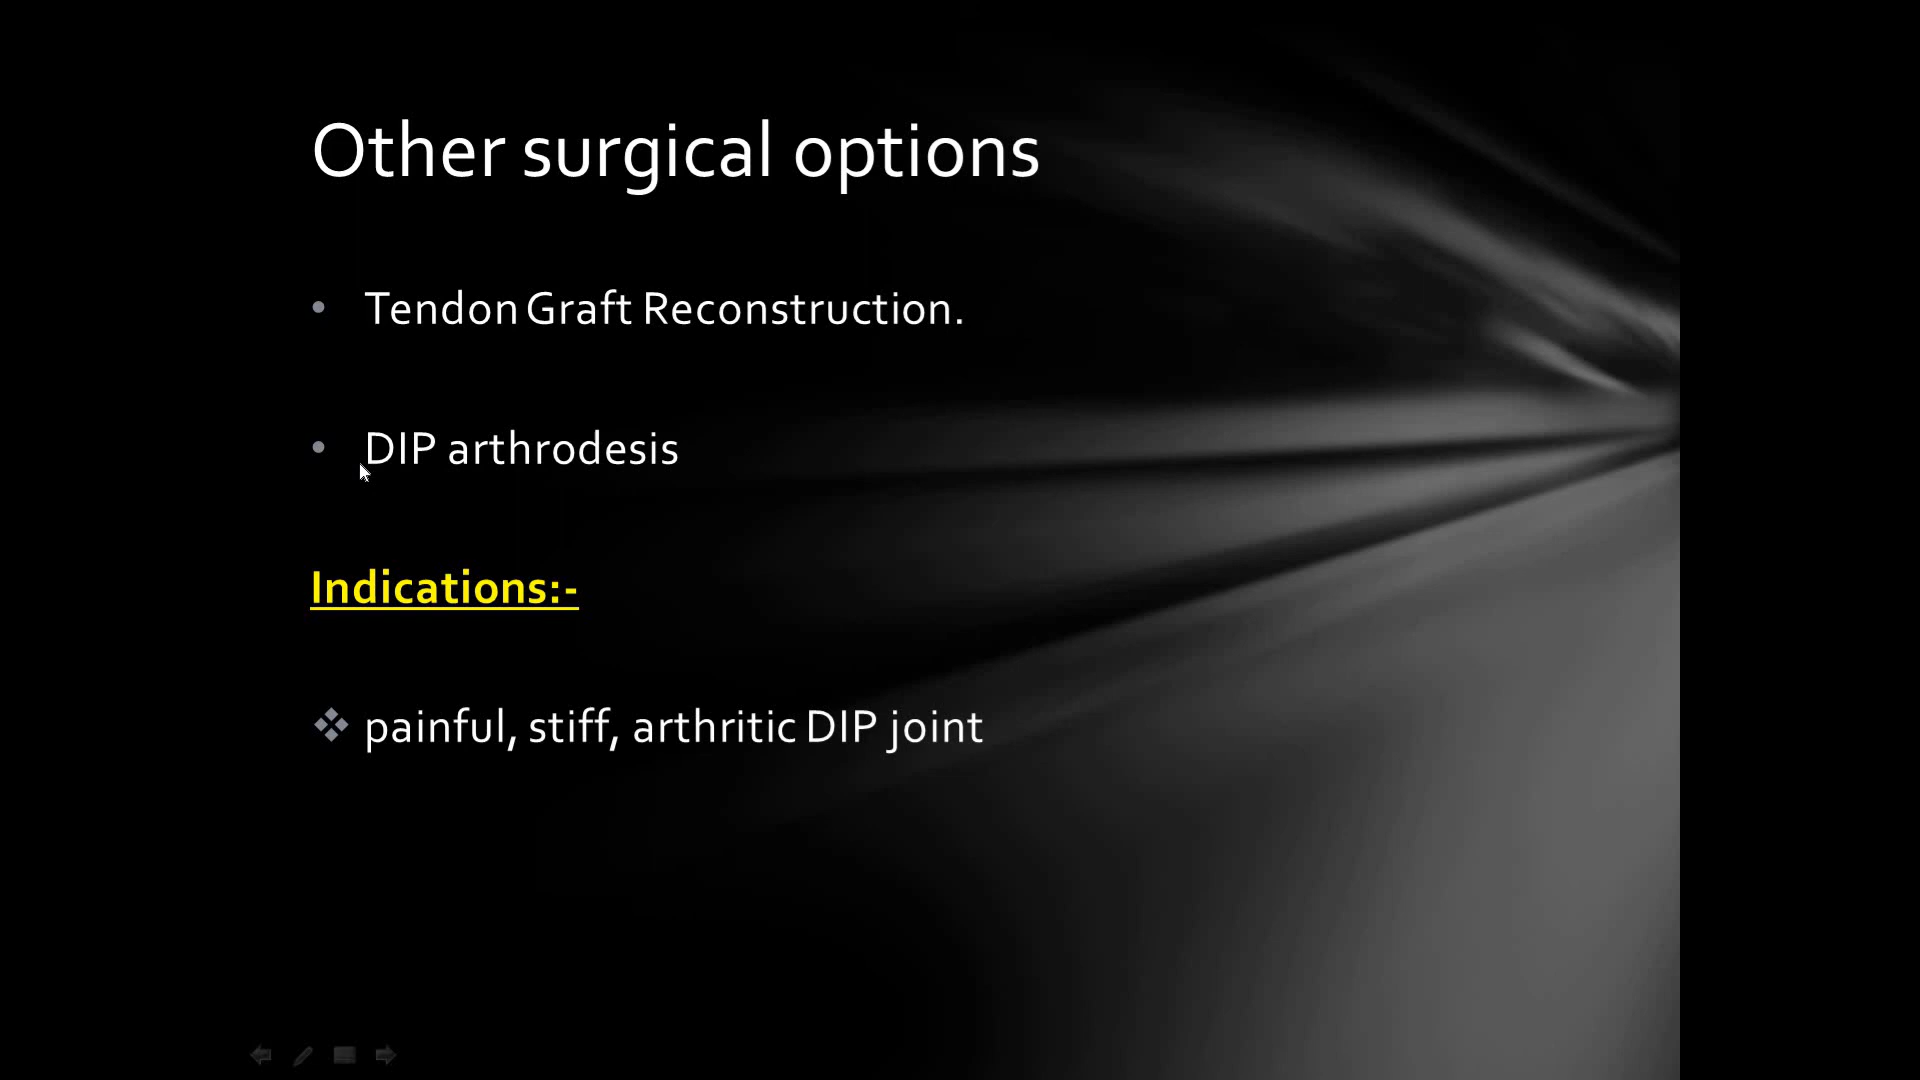 Other surgical options
• Tendon Graft Reconstruction.
• DIP arthrodesis
Indications:-
❖ painful, stiff, arthritic DIP joint